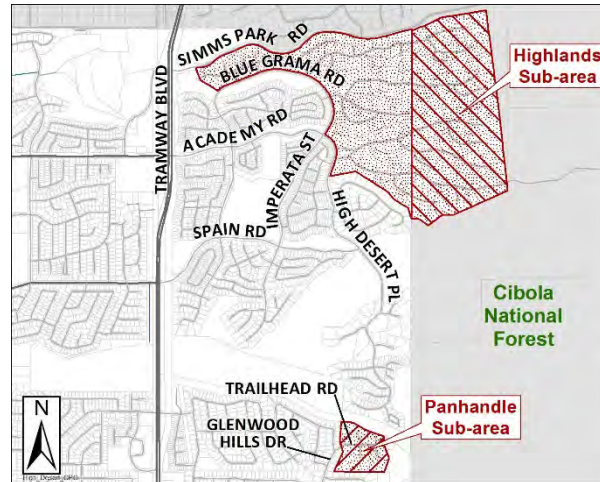 SIMMS PARK RD
BLUE GRAMA RD
Highlands
Sub-area
TRAMWAY BLVD
ACADEMY RD
IMPERATA ST
HIGH DESERT PL
SPAIN RD
Cibola
National
Forest
TRAILHEAD RD
Panhandle
Sub-area
GLENWOOD
HILLS DR
N
High_Desert_CPO